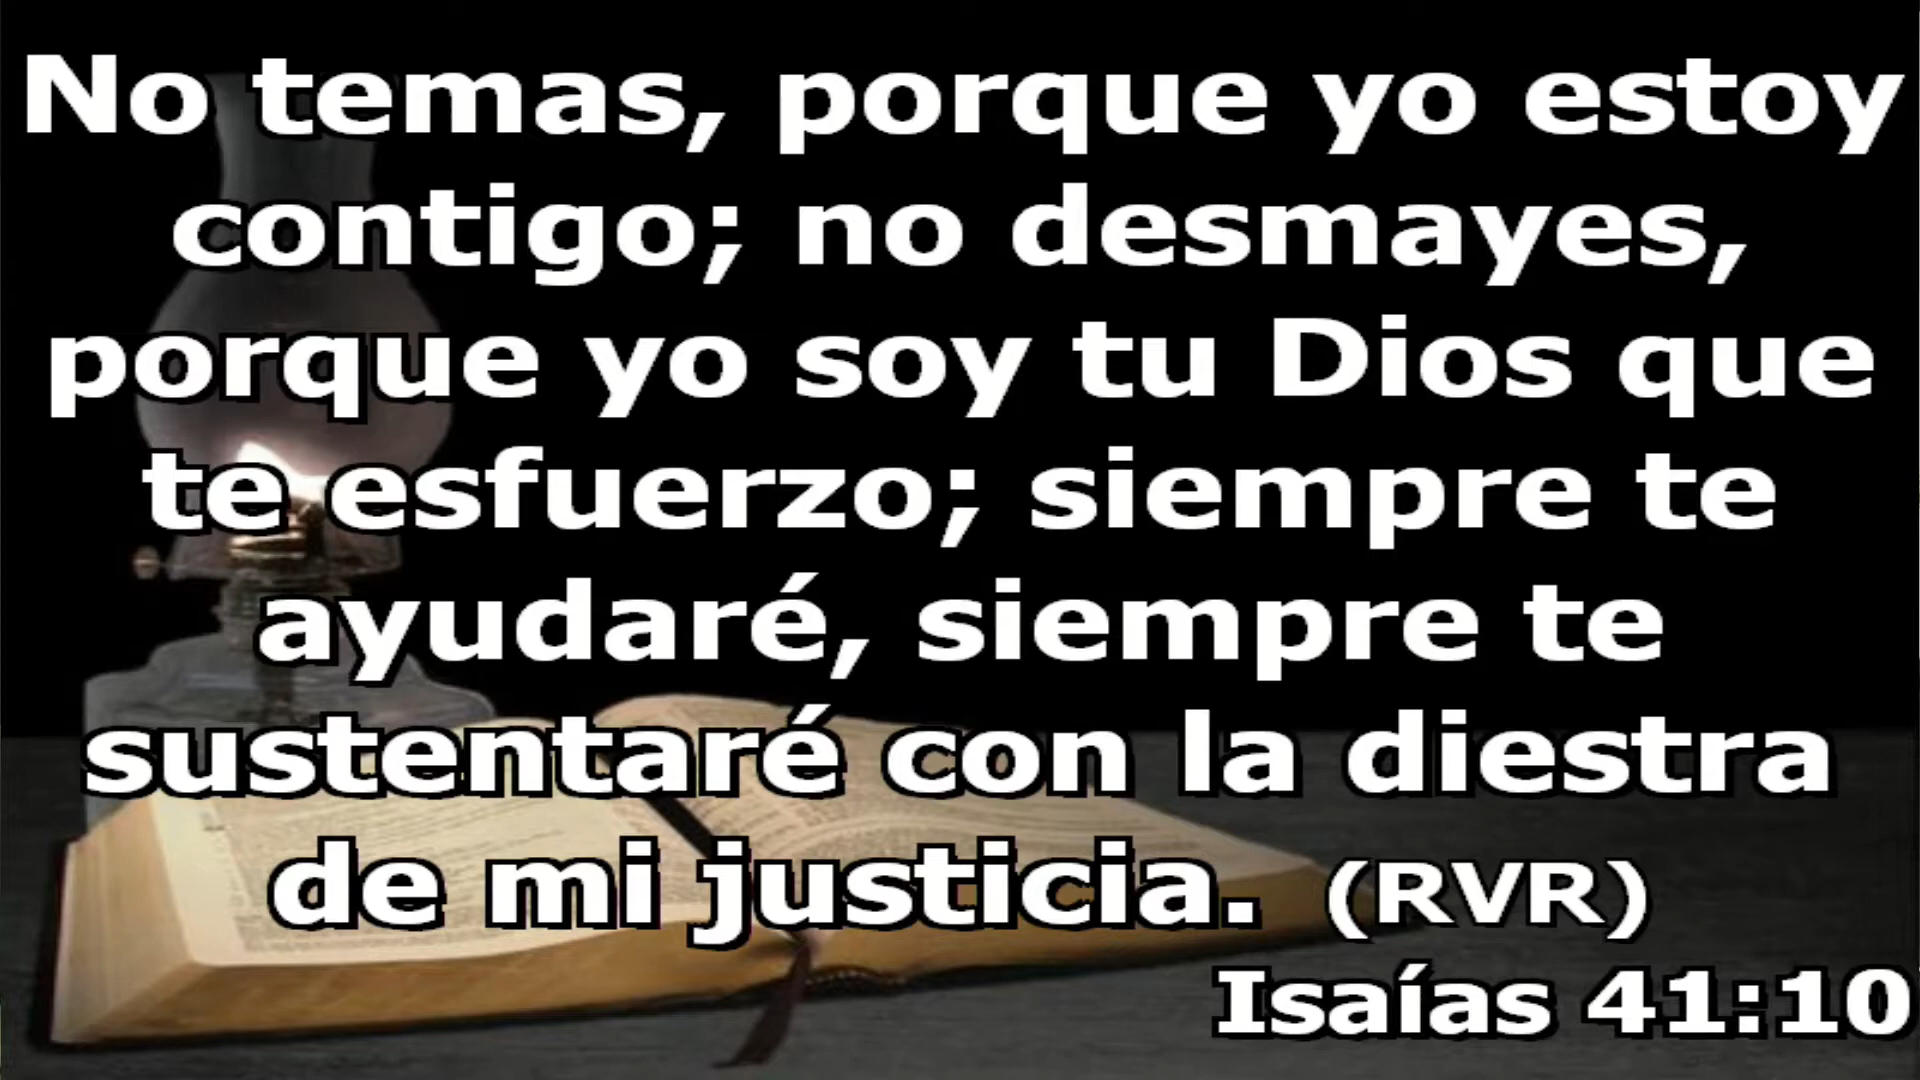 No temas, porque yo estoy
contigo; no desmayes,
porque yo soy tu Dios que
te esfuerzo; siempre te
ayudaré, siempre te
sustentaré con la diestra
de mi justicia. (RVR)
Isaías 41:10